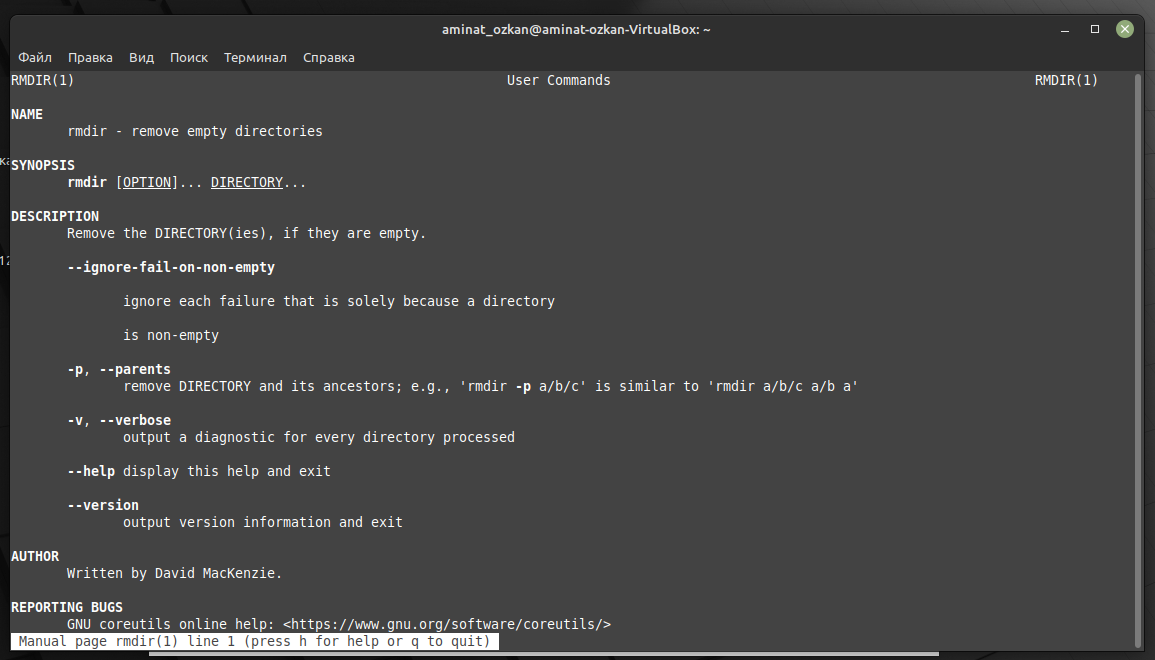 aminat_ozkan@aminat-ozkan-VirtualBox: ~
Файл Правка Вид Поиск Терминал Справка
RMDIR(1) User Commands RMDIR(1)
NAME
rmdir - remove empty directories
SYNOPSIS
rmdir [OPTION]... DIRECTORY...
DESCRIPTION
Remove the DIRECTORY(ies), if they are empty.
--ignore-fail-on-non-empty
ignore each failure that is solely because a directory
is non-empty
-p, --parents
remove DIRECTORY and its ancestors; e.g., 'rmdir -p a/b/c' is similar to 'rmdir a/b/c a/b a'
-v, --verbose
output a diagnostic for every directory processed
--help display this help and exit
--version
output version information and exit
AUTHOR
Written by David MacKenzie.
REPORTING BUGS
GNU coreutils online help: <https://www.gnu.org/software/coreutils/>
Manual page rmdir(1) line 1 (press h for help or q to quit)